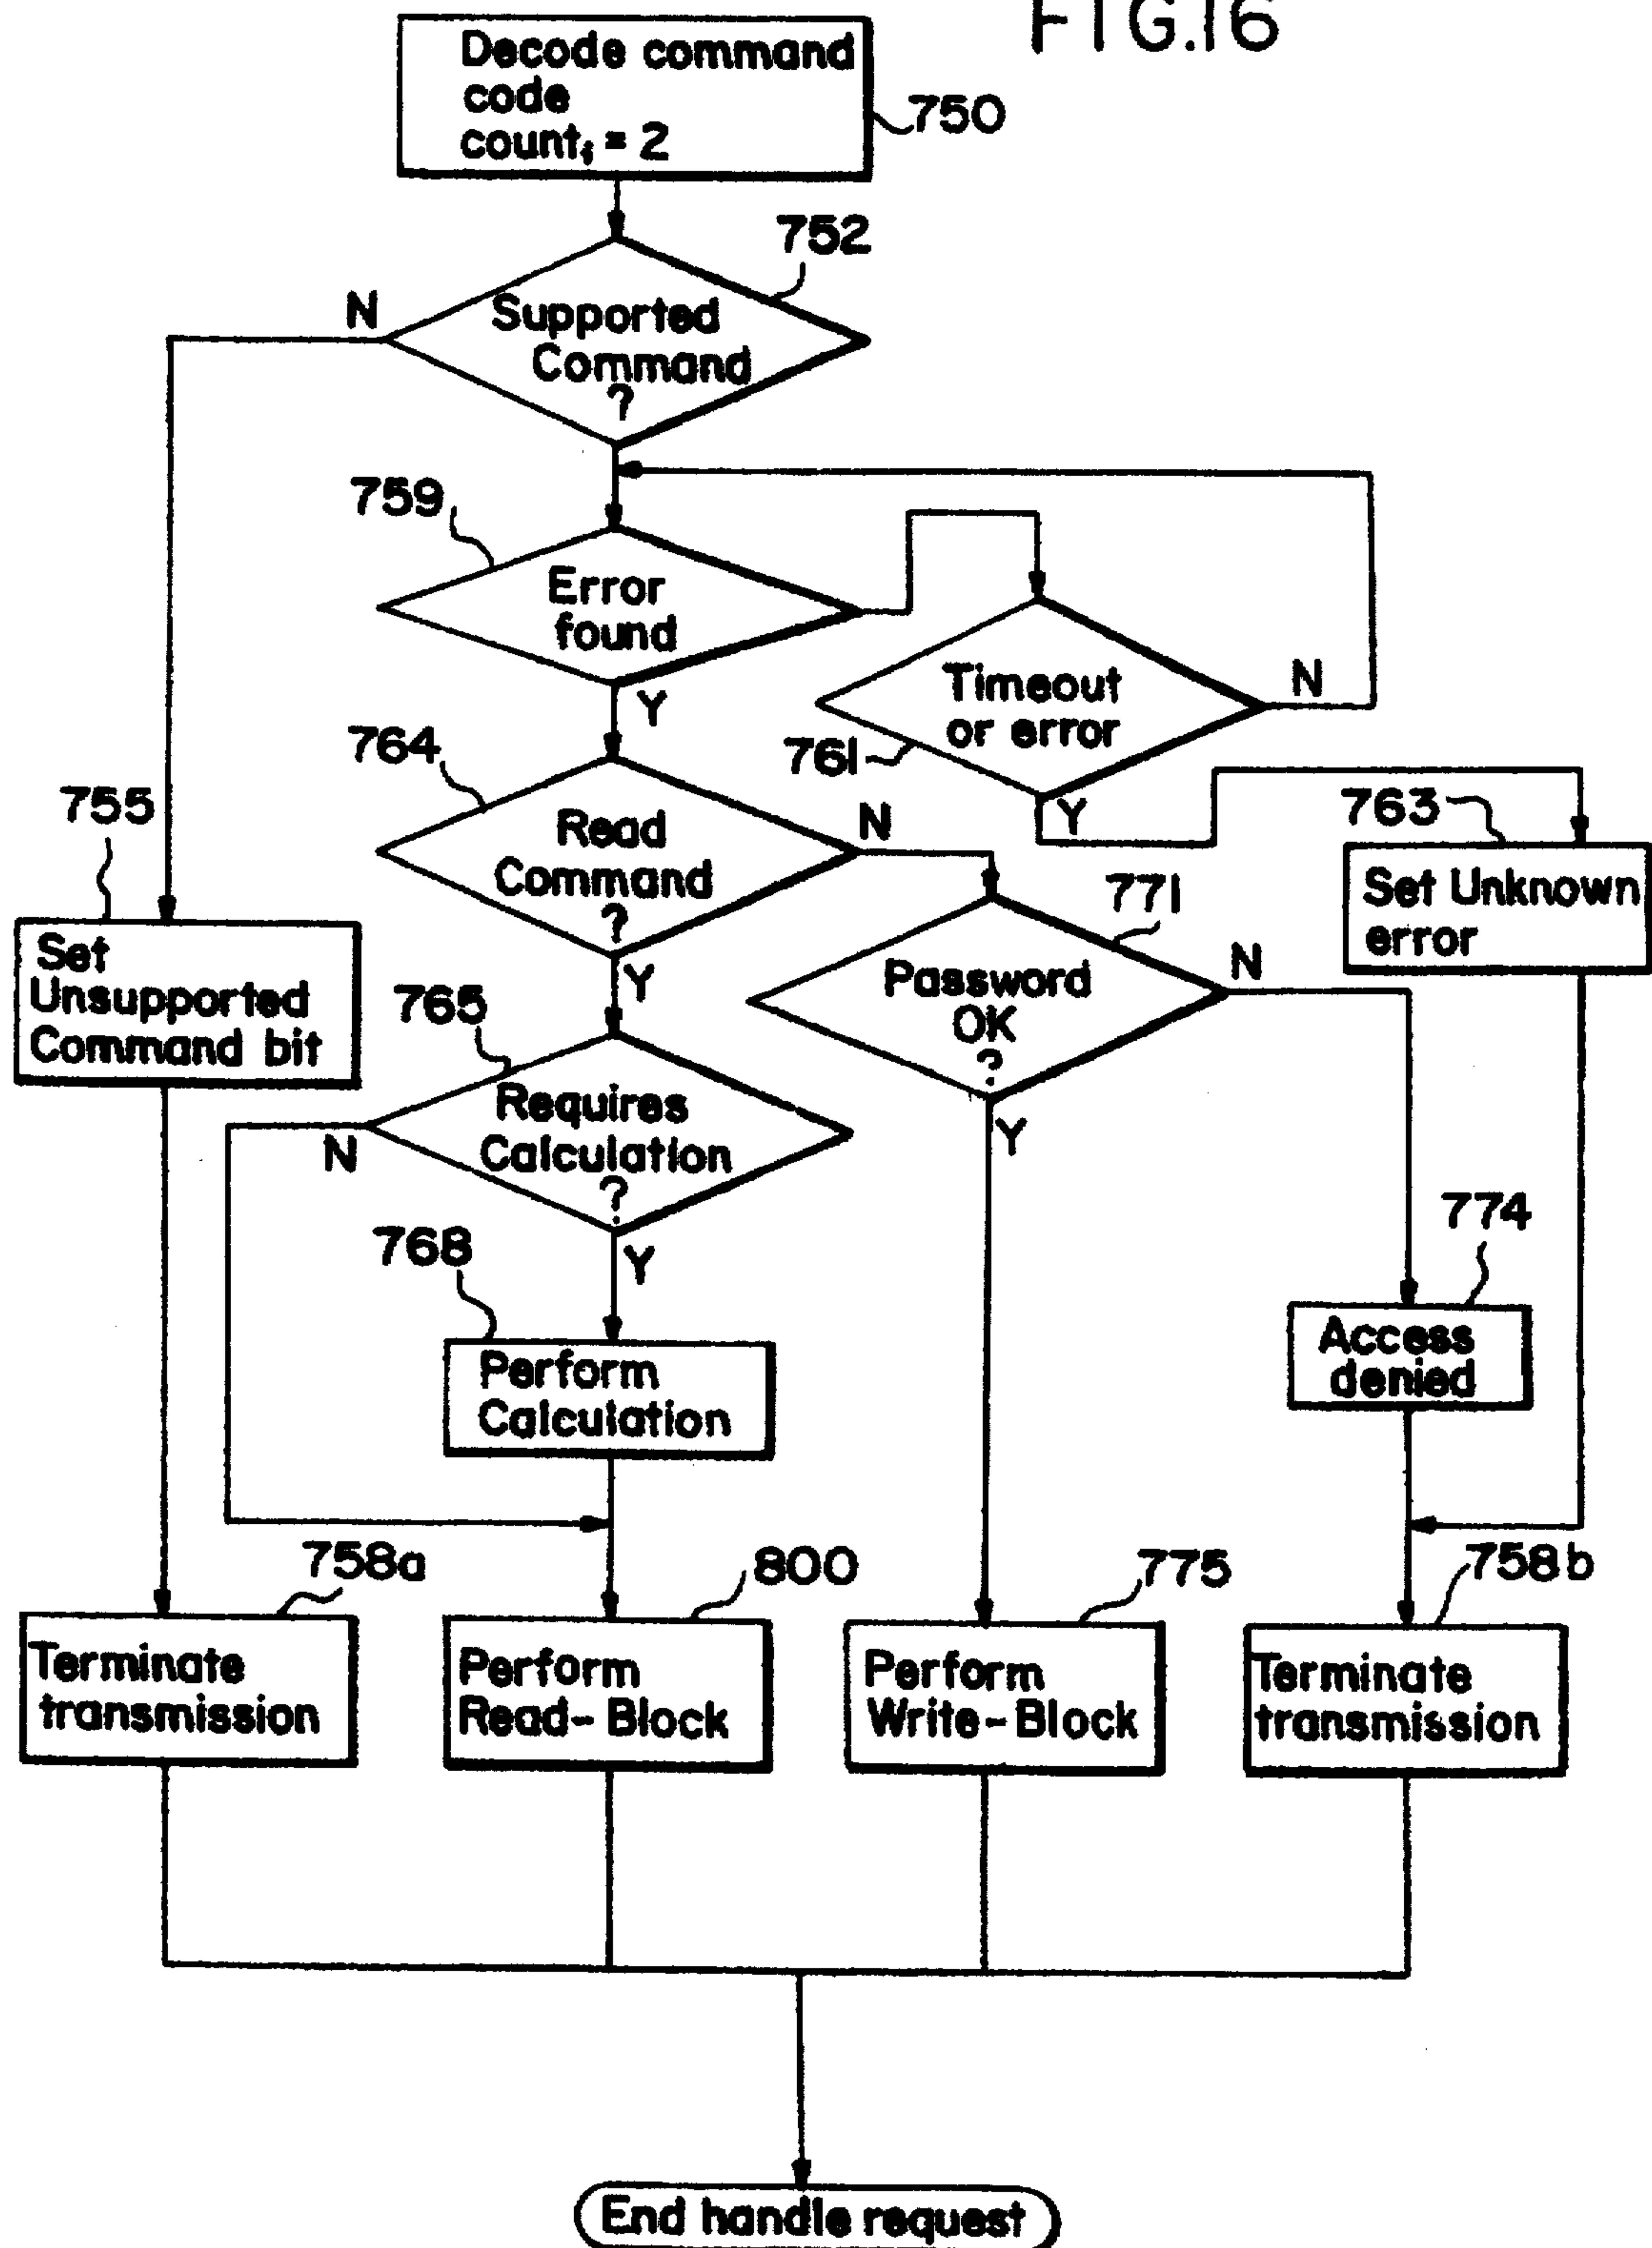 FIG.16
Decode command
code
count; = 2
750
752
N
Supported
Command
?
759
Error
found
Y
Timeout
or error
N
761
Y
764
Read
Command
?
N
Y
763
Set Unknown
error
755
Set
Unsupported
Command bit
771
Password
OK
?
N
Y
765
Requires
Calculation
?
N
Y
768
Perform
Calculation
774
Access
denied
758a
Terminate
transmission
800
Perform
Read-Block
775
Perform
Write-Block
758b
Terminate
transmission
End handle request